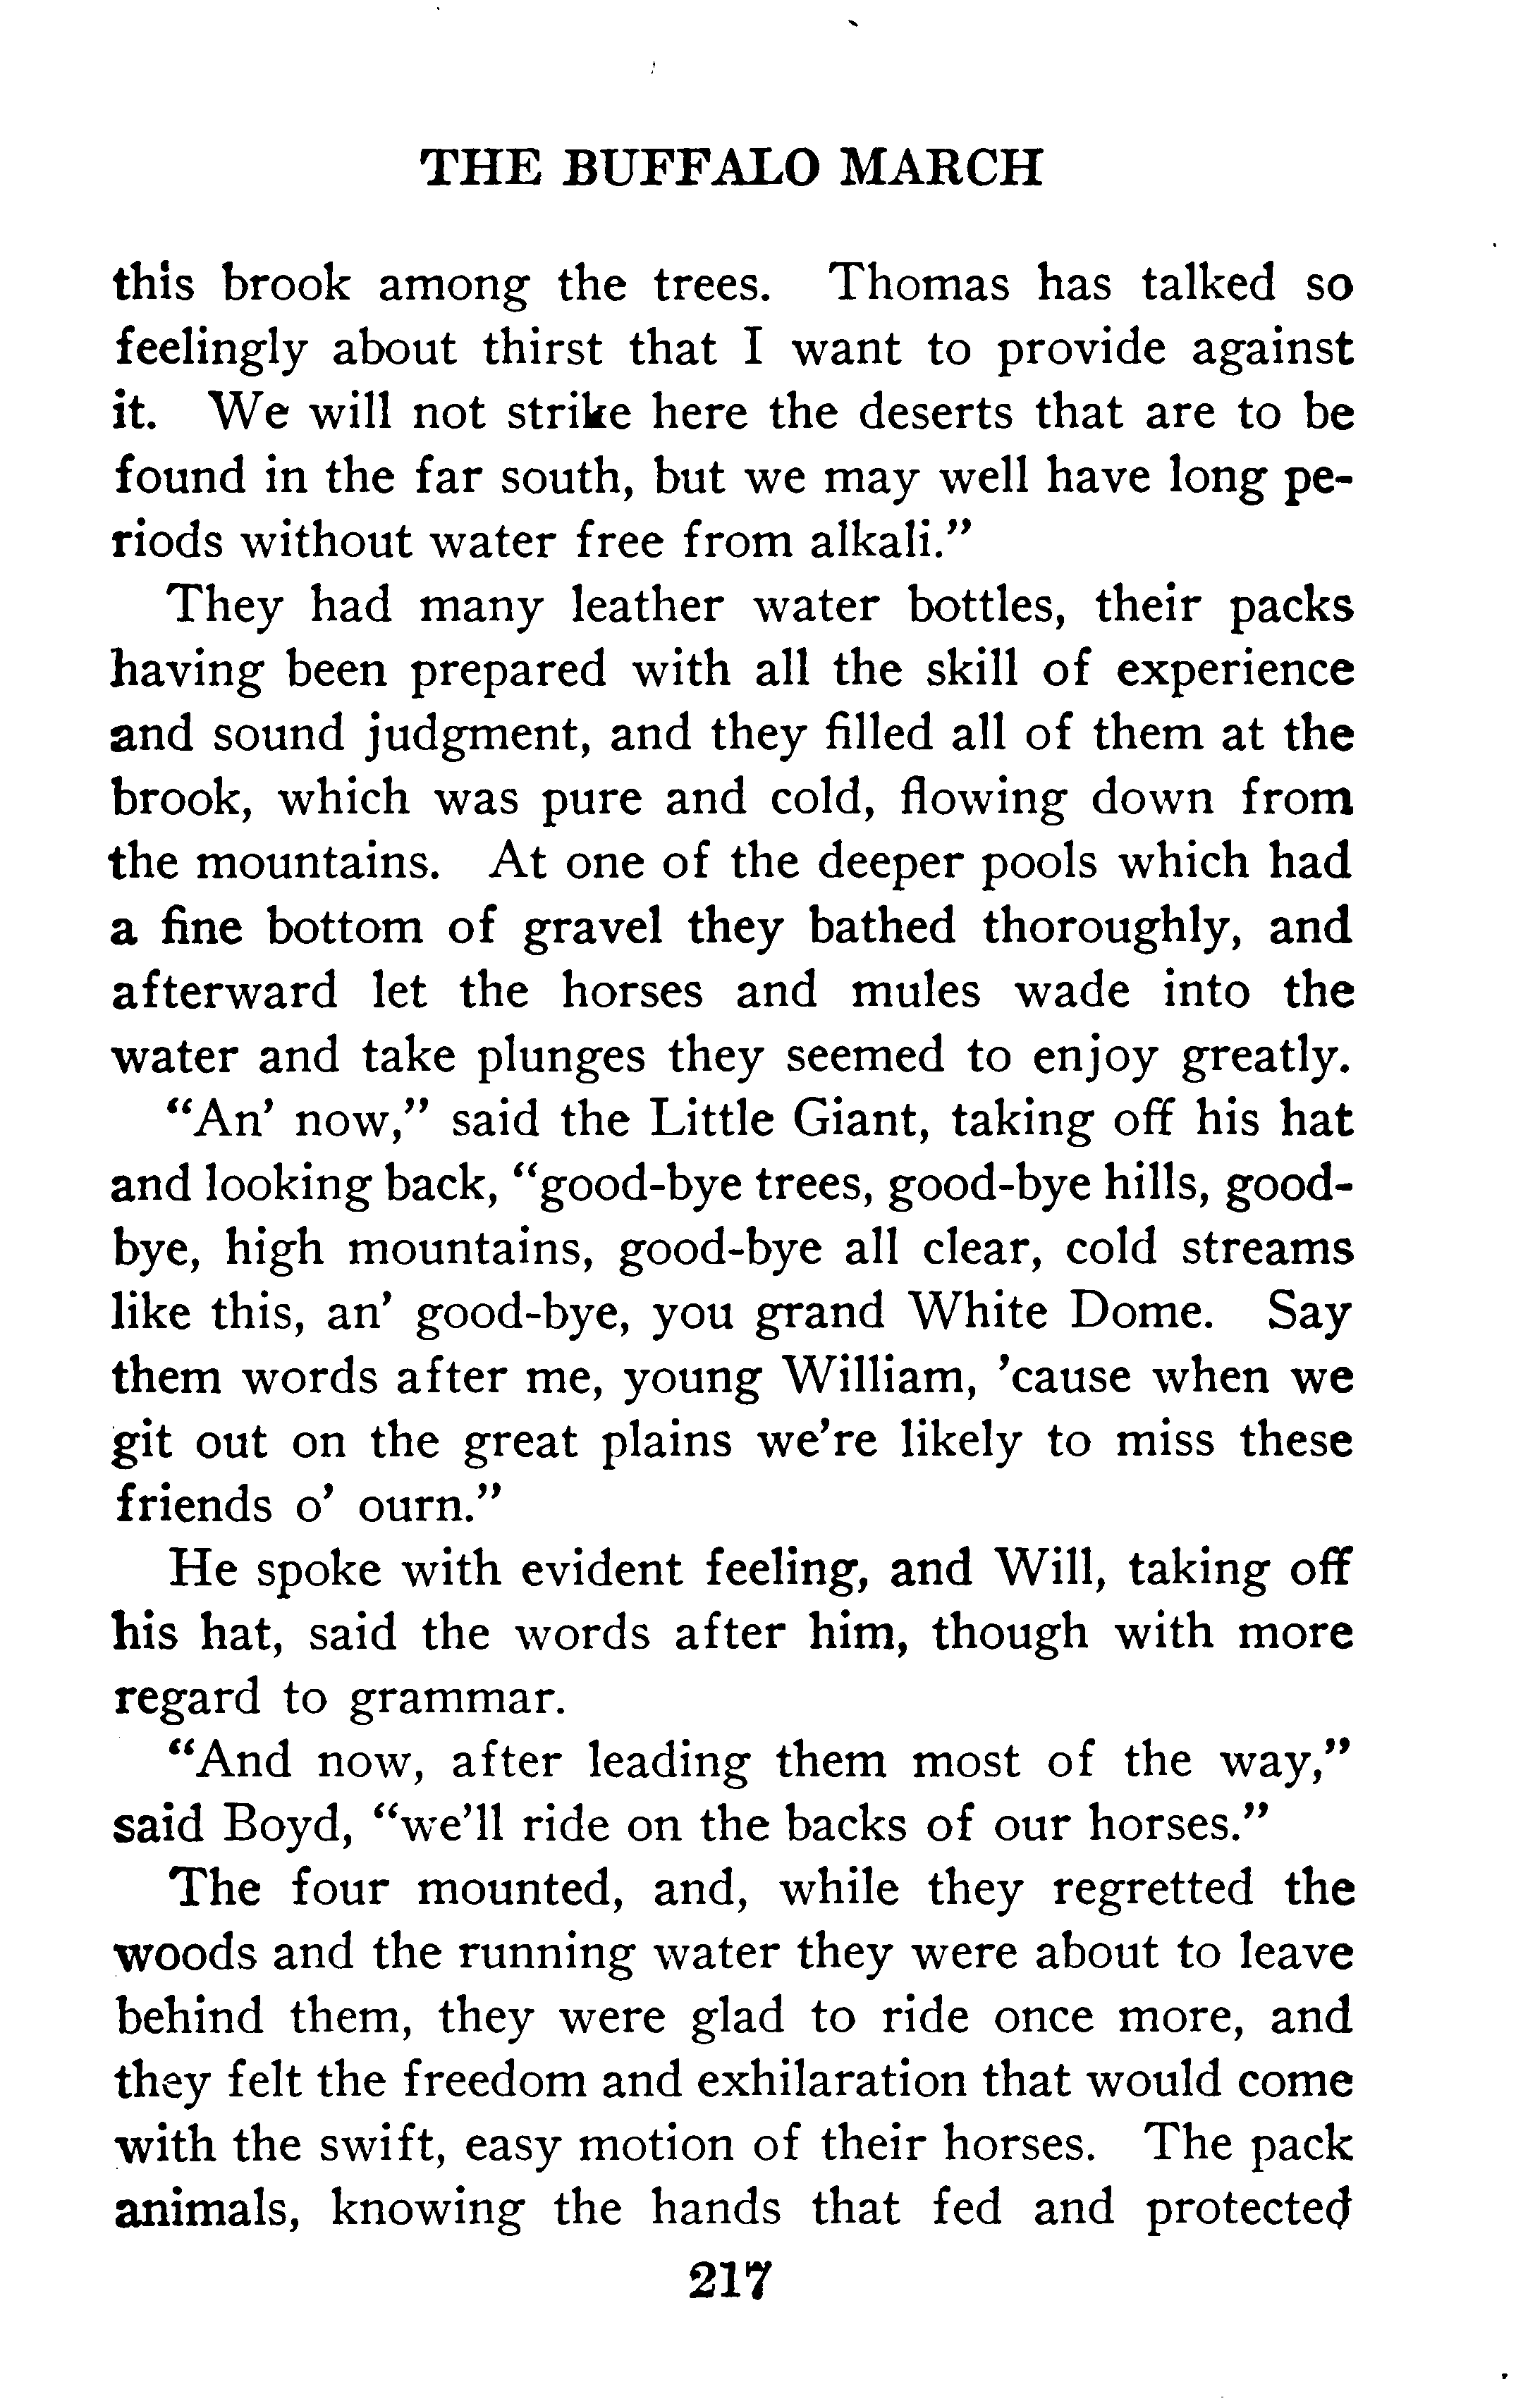 THE BUFFALO MARCH
this brook among the trees. Thomas has talked so
feelingly about thirst that I want to provide against
it. We will not strike here the deserts that are to be
found in the far south, but we may well have long pe-
riods without water free from alkali.”
They had many leather water bottles, their packs
having been prepared with all the skill of experience
and sound judgment, and they filled all of them at the
brook, which was pure and cold, flowing down from
the mountains. At one of the deeper pools which had
a fine bottom of gravel they bathed thoroughly, and
afterward let the horses and mules wade into the
water and take plunges they seemed to enjoy greatly.
“An’ now,” said the Little Giant, taking off his hat
and looking back, “good-bye trees, good-bye hills, good-
bye, high mountains, good-bye all clear, cold streams
like this, an’ good-bye, you grand White Dome. Say
them words after me, young William, ’cause when we
git out on the great plains we’re likely to miss these
friends o’ ourn.”
He spoke with evident feeling, and Will, taking off
his hat, said the words after him, though with more
regard to grammar.
“And now, after leading them most of the way,”
said Boyd, “we’ll ride on the backs of our horses.”
The four mounted, and, while they regretted the
woods and the running water they were about to leave
behind them, they were glad to ride once more, and
they felt the freedom and exhilaration that would come
with the swift, easy motion of their horses. The pack
animals, knowing the hands that fed and protected
217